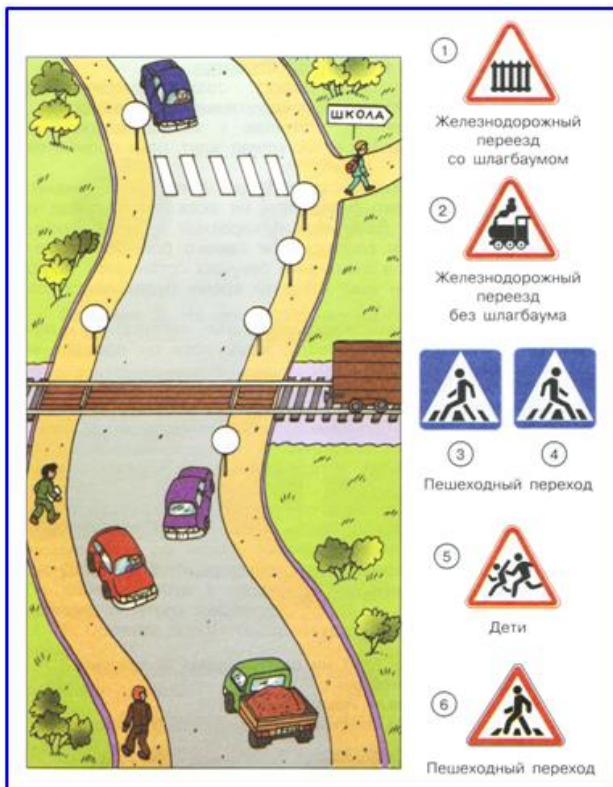 ШКОЛА
1
Железнодорожный
переезд
со шлагбаумом
2
Железнодорожный
переезд
без шлагбаума
3 4
Пешеходный переход
5
Дети
6
Пешеходный переход